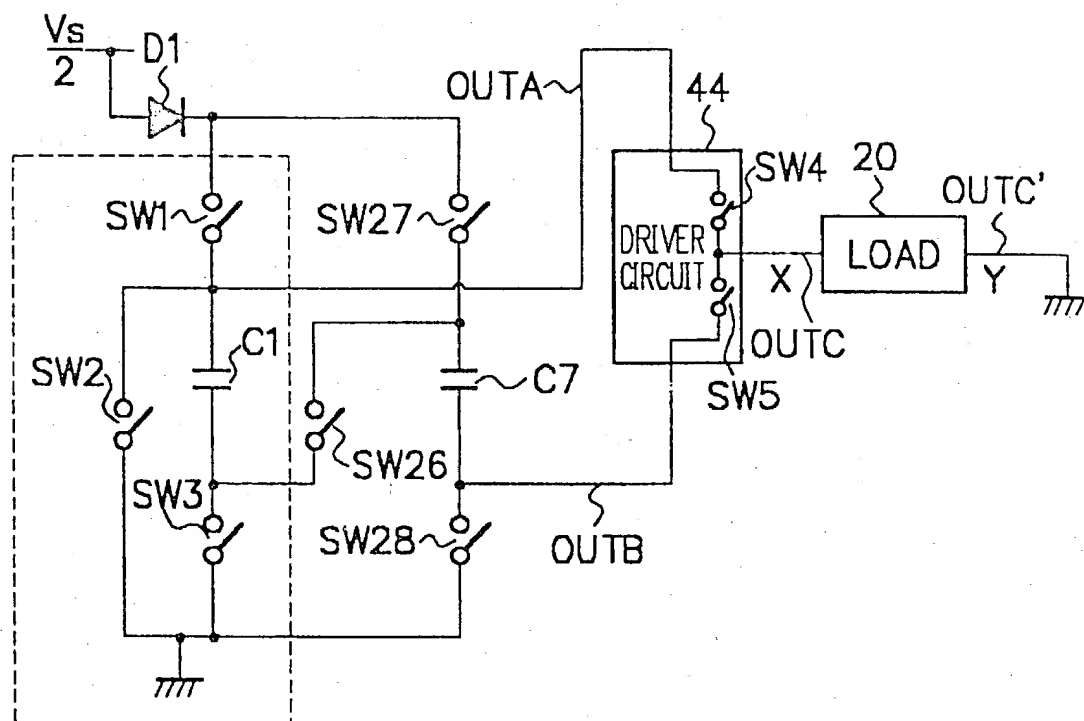 Vs
2
D1
OUTA
44
SW4
20
OUTC'
SW1
SW27
DRIVER
CIRCUIT
X
LOAD
Y
C1
OUTC
SW2
C7
SW5
SW26
SW3
SW28
OUTB